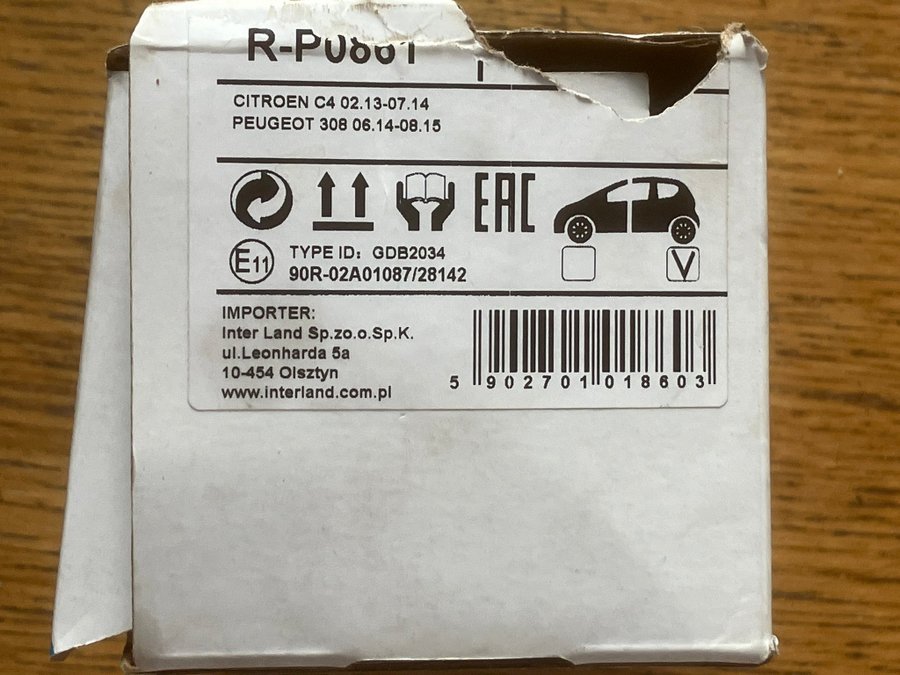 R-P0861
CITROEN C4 02.13-07.14
PEUGEOT 308 06.14-08.15
EAC
E11 TYPE ID: GDB2034
90R-02A01087/28142
V
IMPORTER:
Inter Land Sp.zo.o.Sp.K.
ul.Leonharda 5a
10-454 Olsztyn
www.interland.com.pl
5 902701 018603